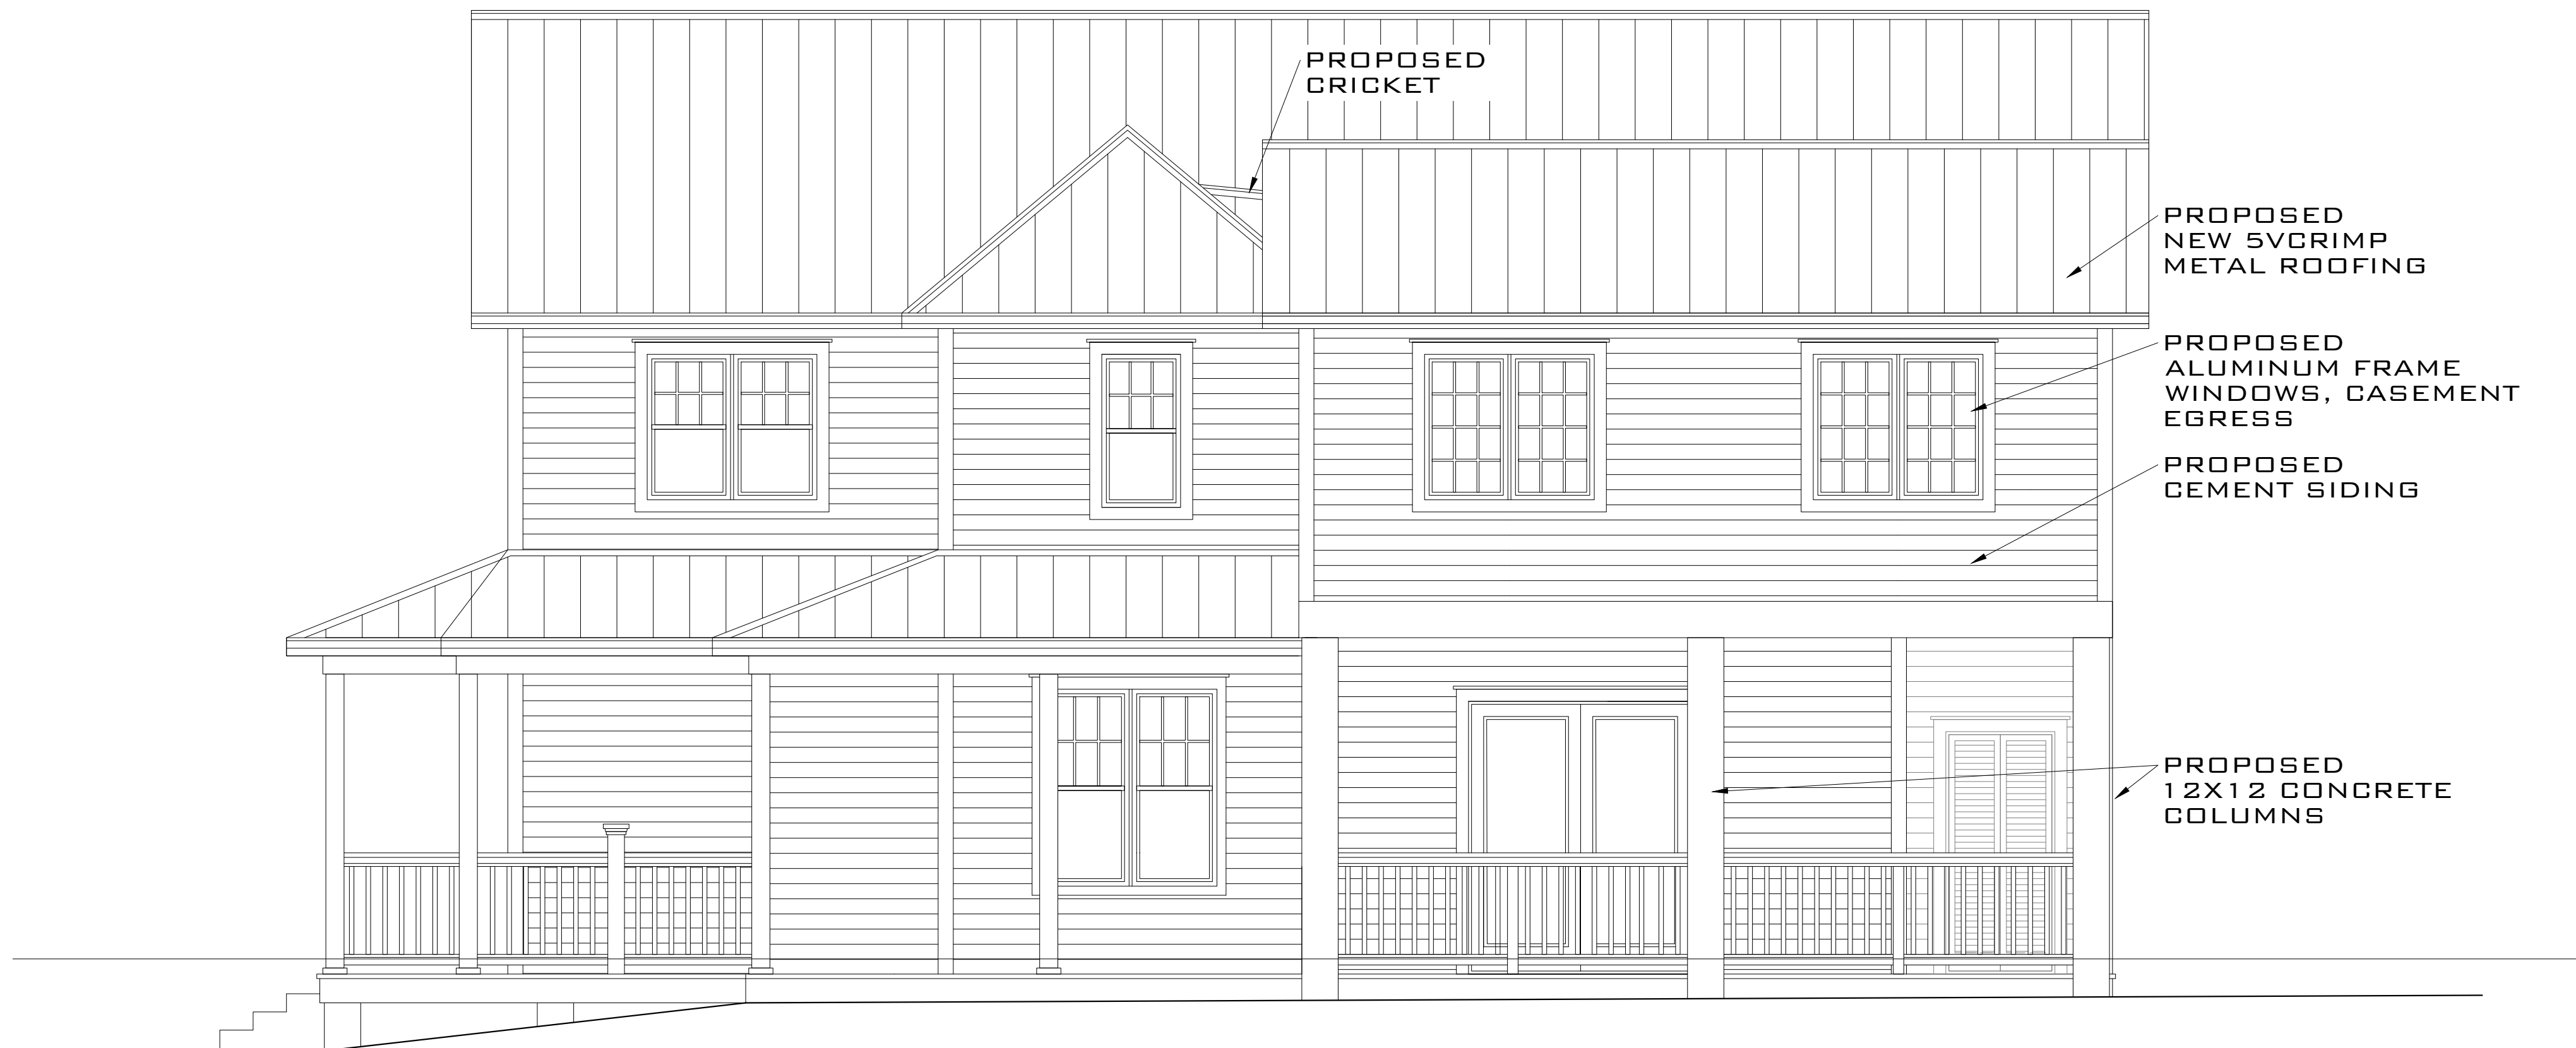 PROPOSED
CRICKET
PROPOSED
NEW 5VCRIMP
METAL ROOFING
PROPOSED
ALUMINUM FRAME
WINDOWS, CASEMENT
EGRESS
PROPOSED
CEMENT SIDING
PROPOSED
12X12 CONCRETE
COLUMNS